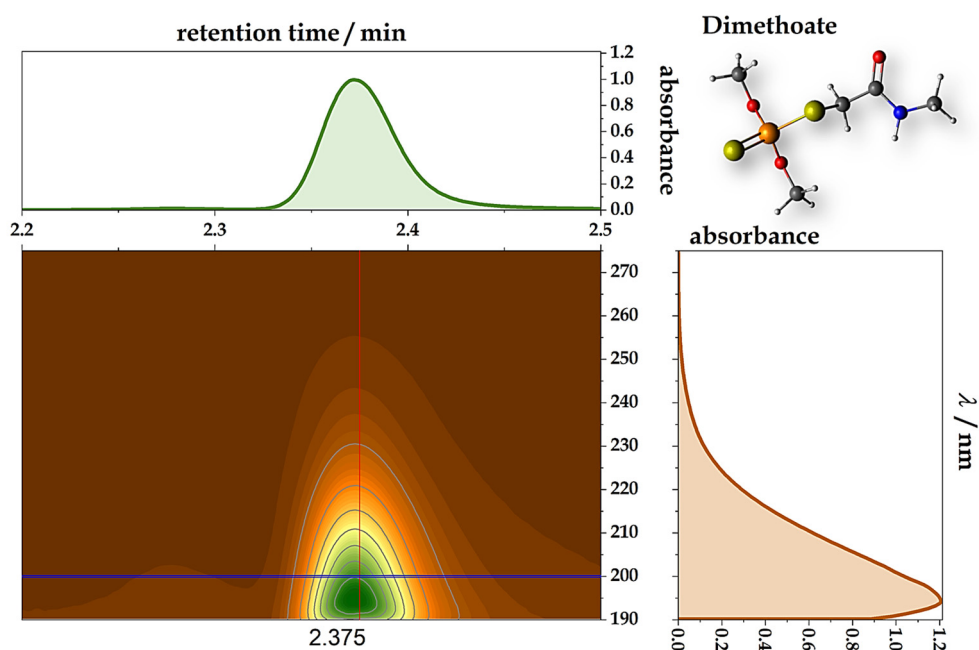 retention time / min
Dimethoate
absorbance
1.2
1.0
0.8
0.6
0.4
0.2
0.0
2.2 2.3 2.4 2.5
absorbance
270
260
250
240
230
220
210
200
190
2.375
λ / nm
0.0 0.2 0.4 0.6 0.8 1.0 1.2